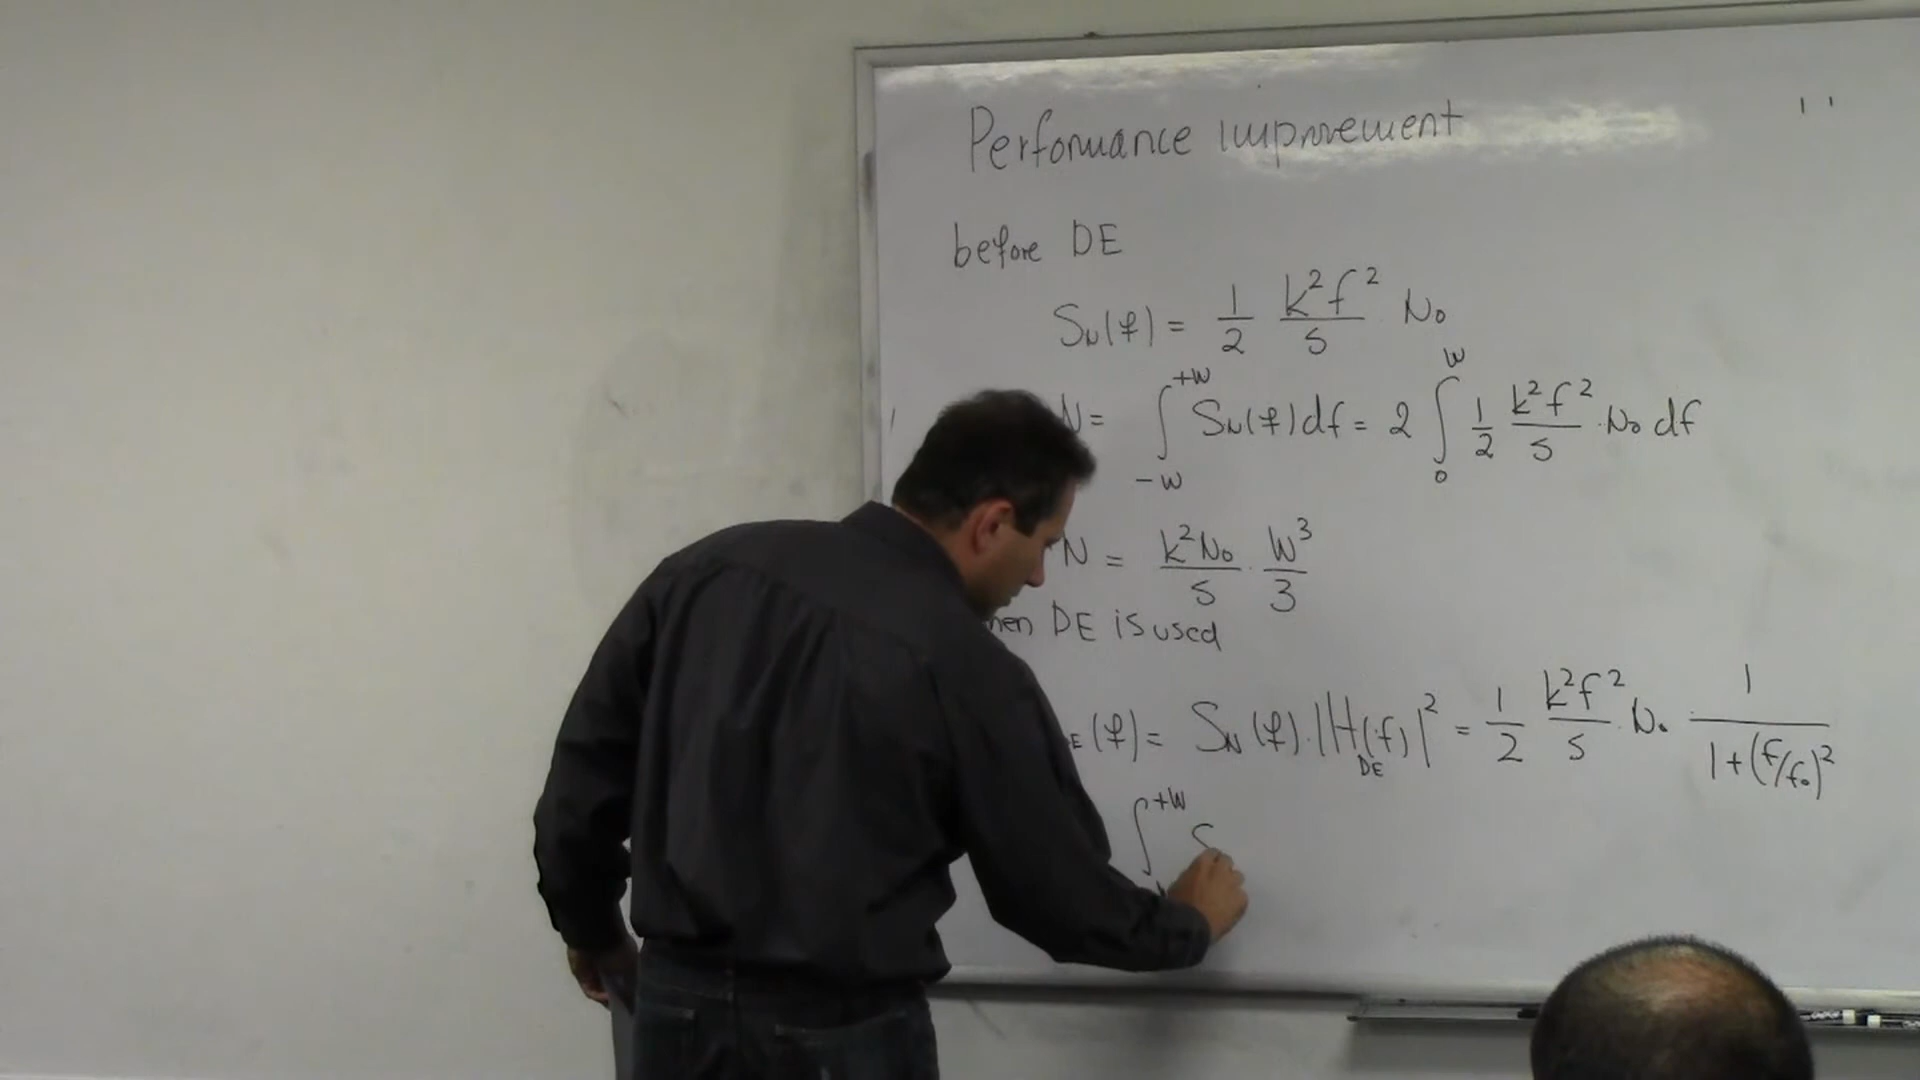 Performance improvement
before DE
S_N(f) = 1/2 k²f²/S N₀
N = ∫_{-W}^{+W} S_N(f)df = 2 ∫_0^W 1/2 k²f²/S · N₀ df
N = k²N₀/S · W³/3
DE is used
(f) = S_N(f) · |H_DE(f)|² = 1/2 k²f²/S · N₀ 1/(1+(f/f₀)²)
∫^{+W} S